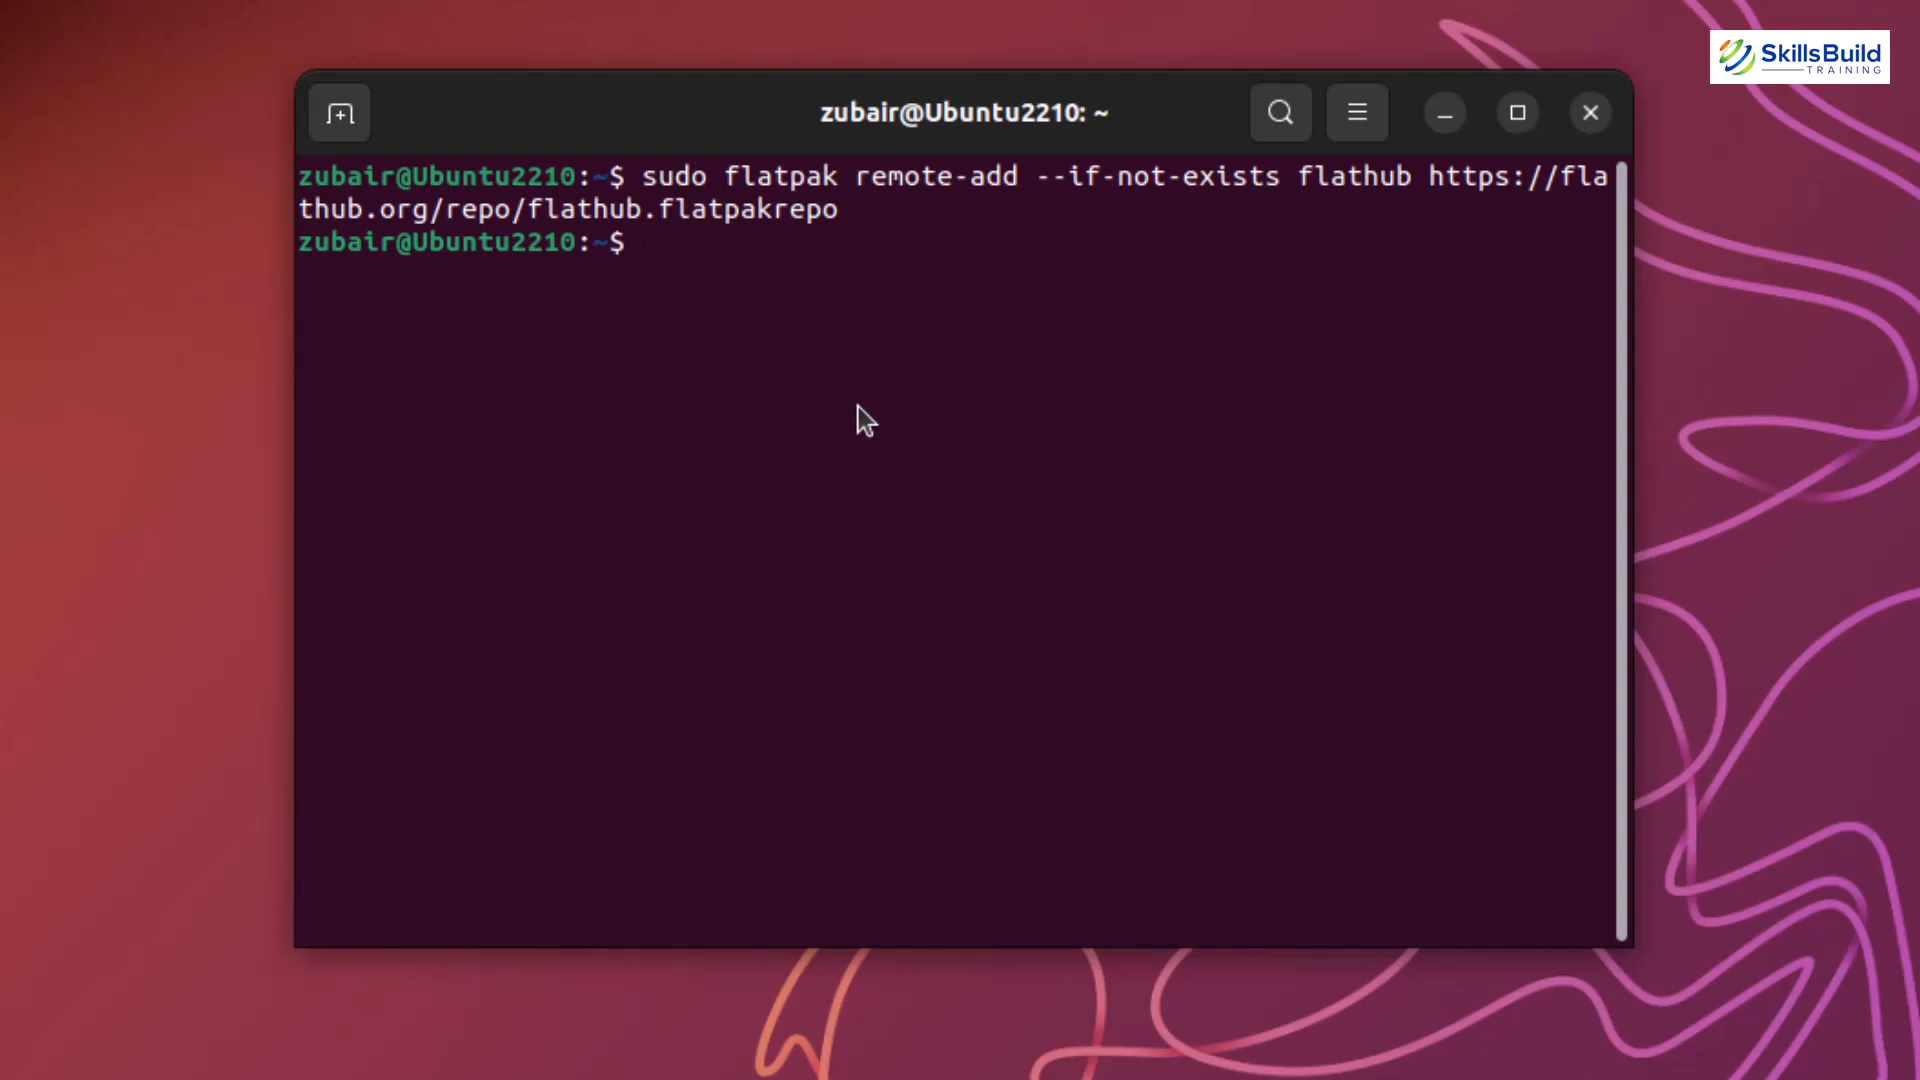 SkillsBuild
TRAINING
zubair@Ubuntu2210: ~
zubair@Ubuntu2210:~$ sudo flatpak remote-add --if-not-exists flathub https://fla
thub.org/repo/flathub.flatpakrepo
zubair@Ubuntu2210:~$